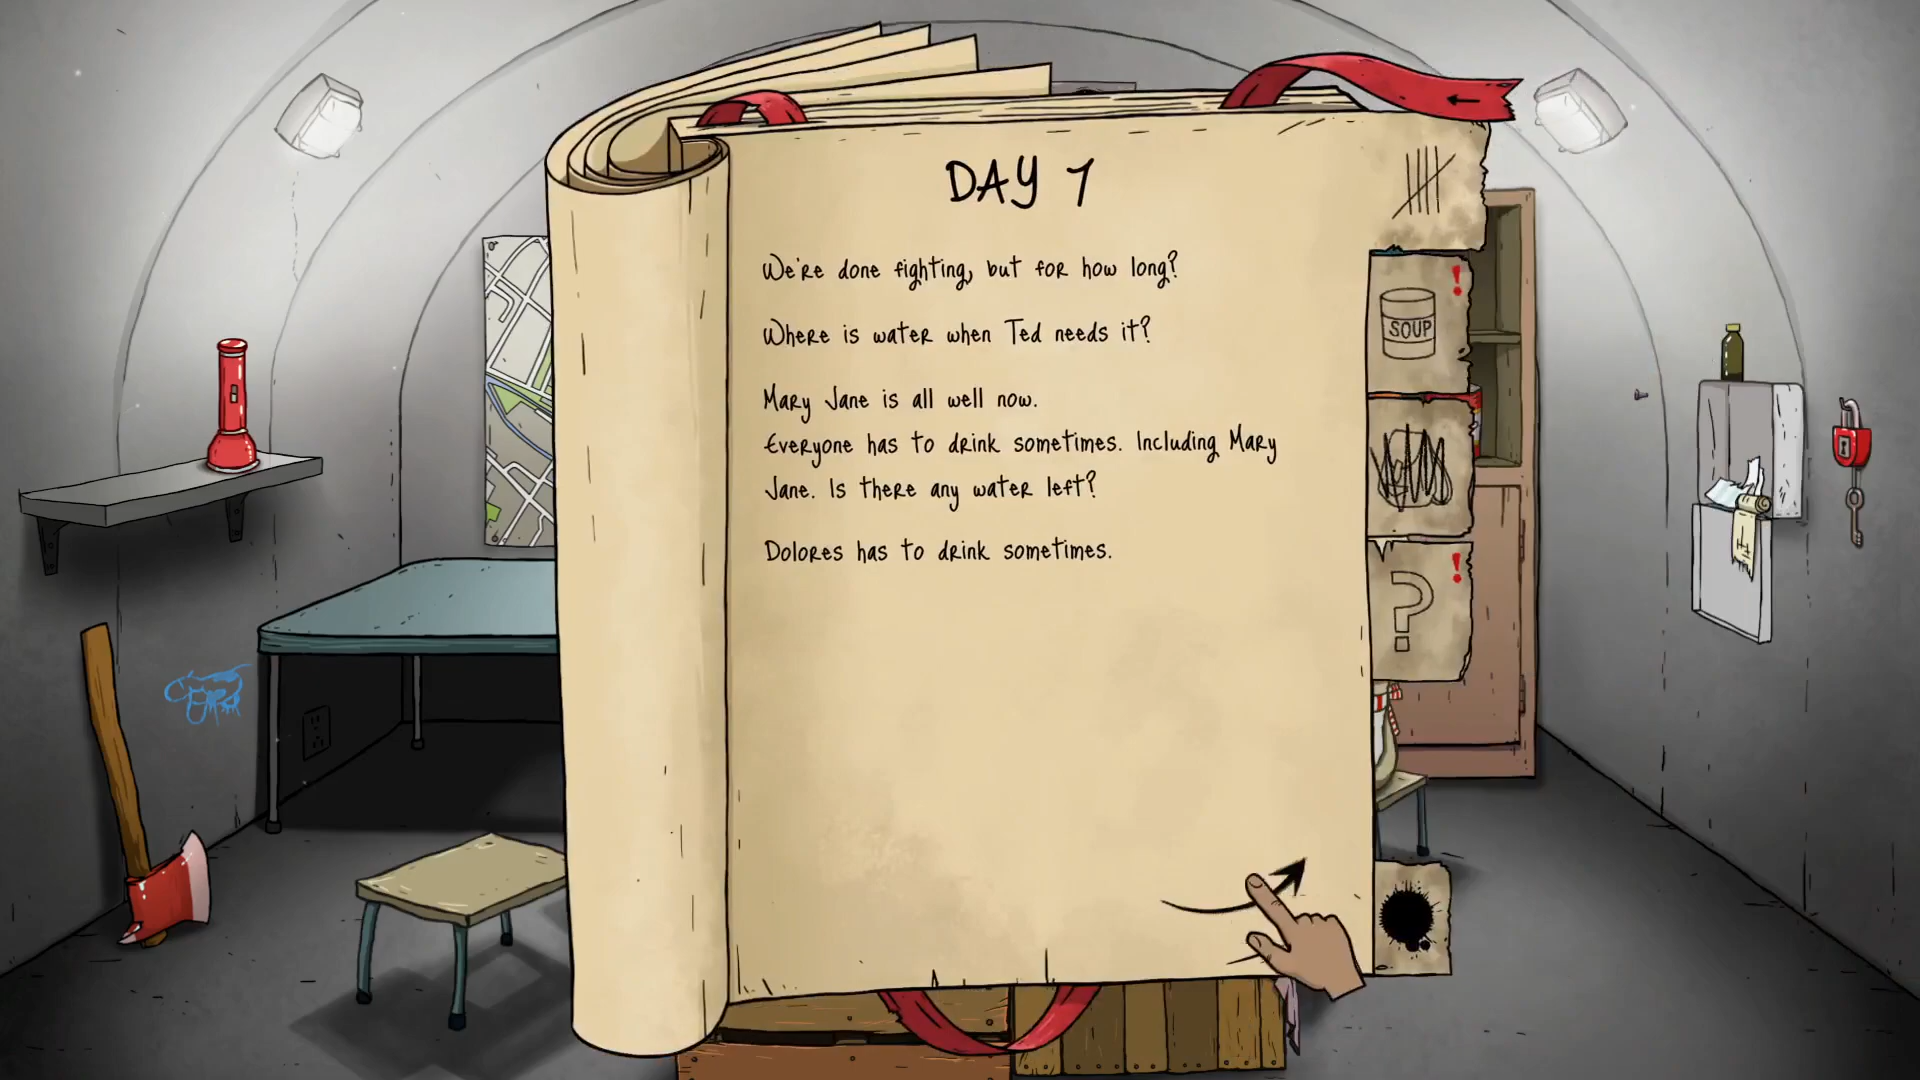 DAY 7
We're done fighting, but for how long?
Where is water when Ted needs it?
Mary Jane is all well now.
Everyone has to drink sometimes. Including Mary
Jane. Is there any water left?
Dolores has to drink sometimes.
!
SOUP
!
?